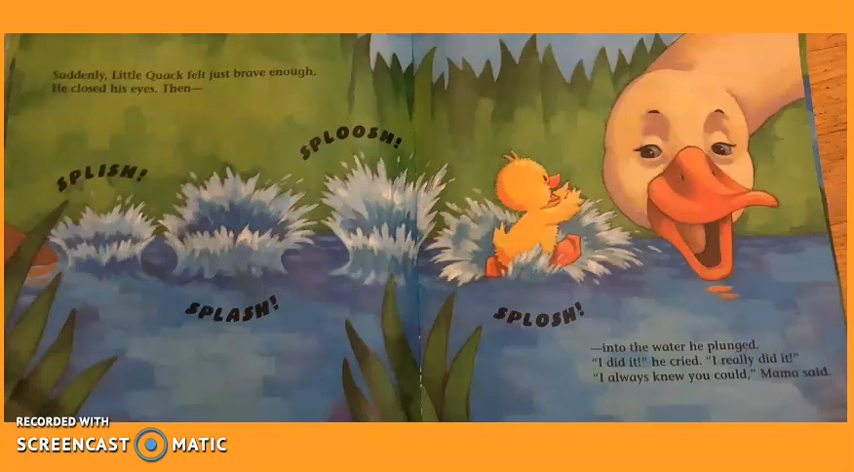 Suddenly, Little Quack felt just brave enough.
He closed his eyes. Then—
SPLISH!
SPLASH!
SPLOOSH!
SPLOSH!
—into the water he plunged.
"I did it!" he cried. "I really did it!"
"I always knew you could," Mama said.
RECORDED WITH
SCREENCAST MATIC